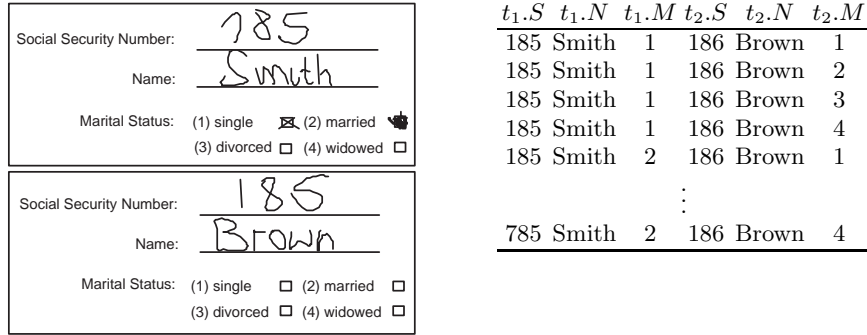 Social Security Number: 785
Name: Smith
Marital Status: (1) single (2) married
(3) divorced (4) widowed
Social Security Number: 185
Name: Brown
Marital Status: (1) single (2) married
(3) divorced (4) widowed
t₁.S t₁.N t₁.M t₂.S t₂.N t₂.M
185 Smith 1 186 Brown 1
185 Smith 1 186 Brown 2
185 Smith 1 186 Brown 3
185 Smith 1 186 Brown 4
185 Smith 2 186 Brown 1
⋮
785 Smith 2 186 Brown 4